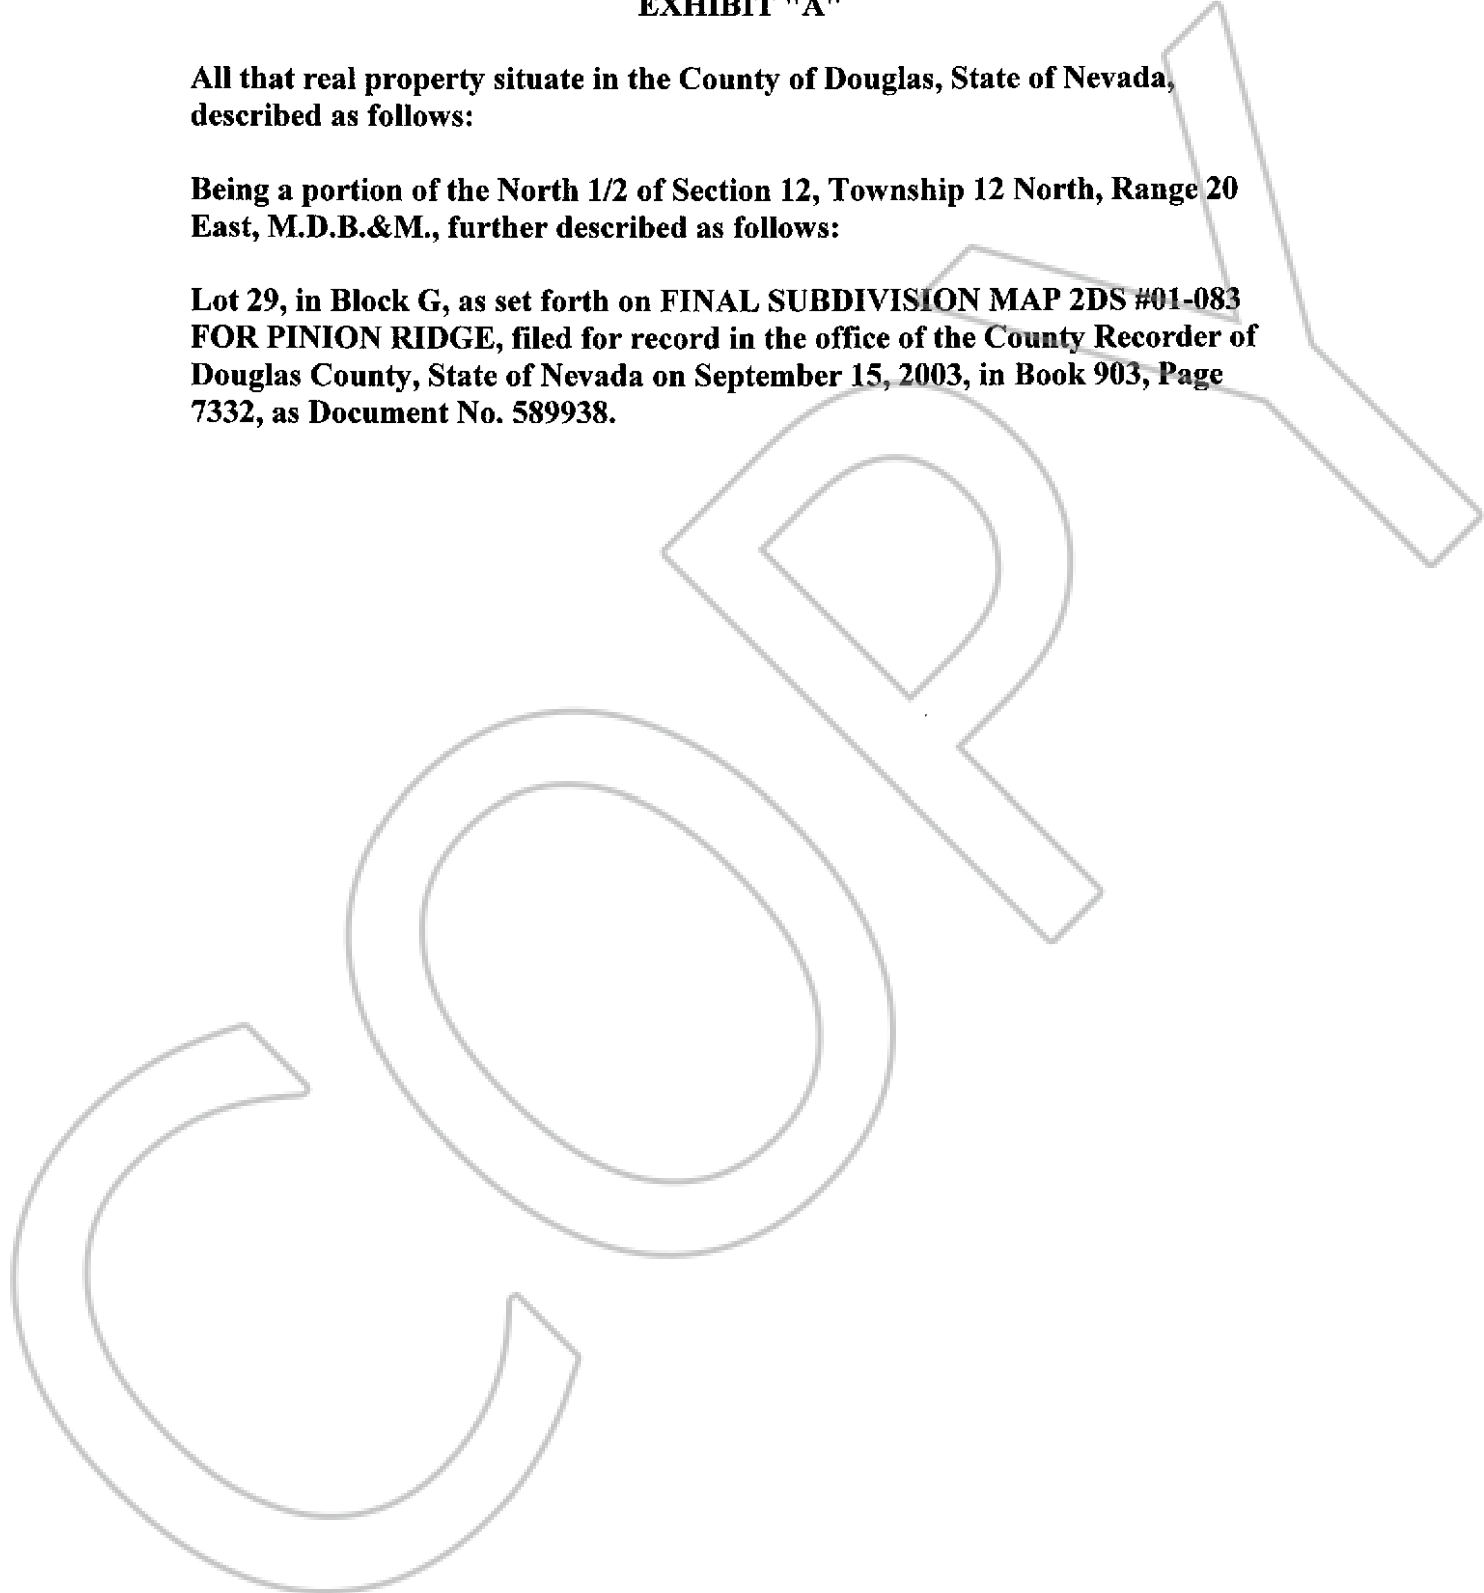 EXHIBIT "A"
All that real property situate in the County of Douglas, State of Nevada,
described as follows:
Being a portion of the North 1/2 of Section 12, Township 12 North, Range 20
East, M.D.B.&M., further described as follows:
Lot 29, in Block G, as set forth on FINAL SUBDIVISION MAP 2DS #01-083
FOR PINION RIDGE, filed for record in the office of the County Recorder of
Douglas County, State of Nevada on September 15, 2003, in Book 903, Page
7332, as Document No. 589938.
COPY